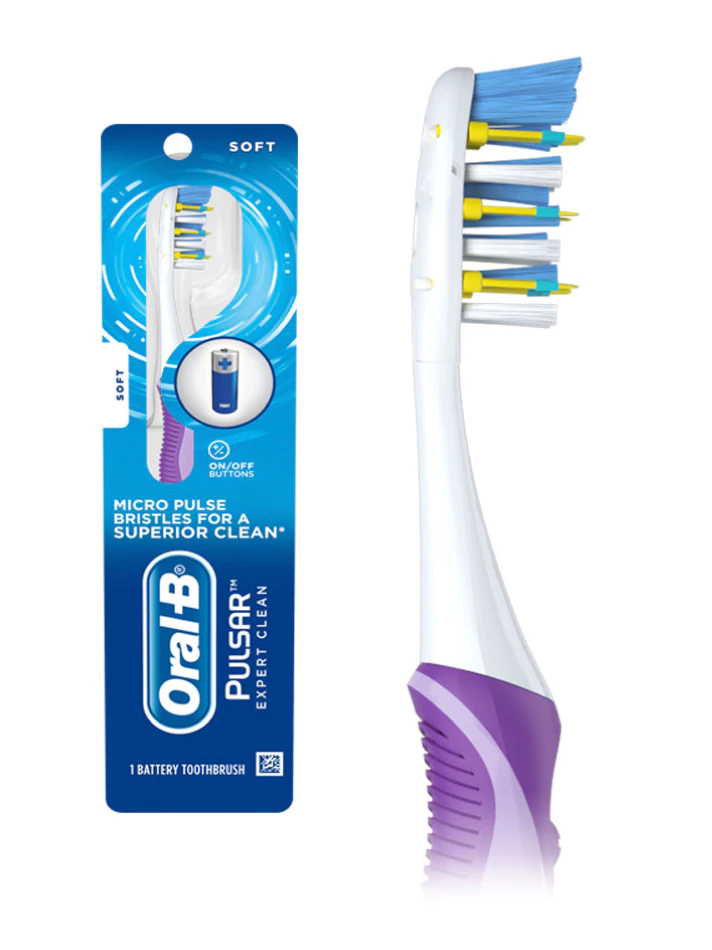 SOFT
SOFT
ON/OFF
BUTTONS
MICRO PULSE
BRISTLES FOR A
SUPERIOR CLEAN*
Oral-B®
PULSAR™
EXPERT CLEAN
1 BATTERY TOOTHBRUSH